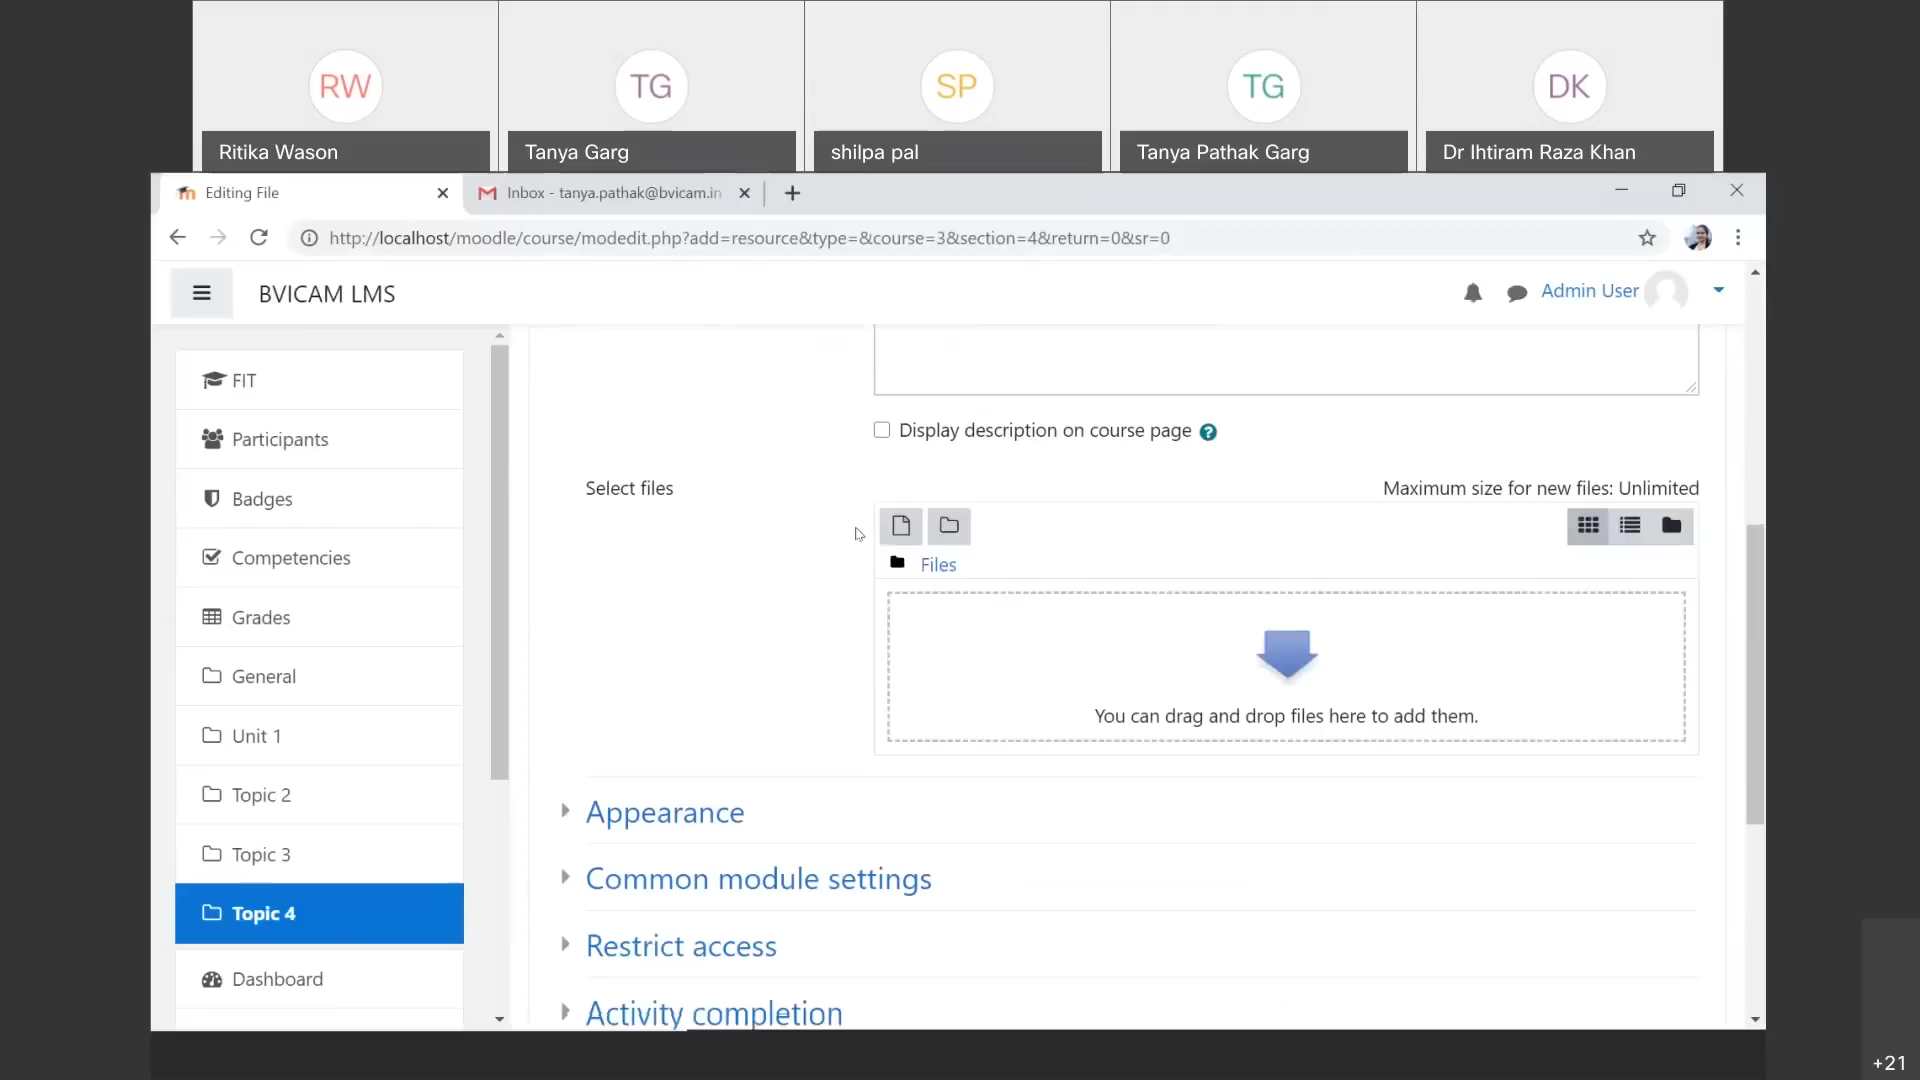 RW
TG
SP
TG
DK
Ritika Wason
Tanya Garg
shilpa pal
Tanya Pathak Garg
Dr Ihtiram Raza Khan
Editing File
Inbox - tanya.pathak@bvicam.in
http://localhost/moodle/course/modedit.php?add=resource&type=&course=3&section=4&return=0&sr=0
BVICAM LMS
Admin User
FIT
Participants
Badges
Competencies
Grades
General
Unit 1
Topic 2
Topic 3
Topic 4
Dashboard
Display description on course page
Select files
Maximum size for new files: Unlimited
Files
You can drag and drop files here to add them.
Appearance
Common module settings
Restrict access
Activity completion
+21